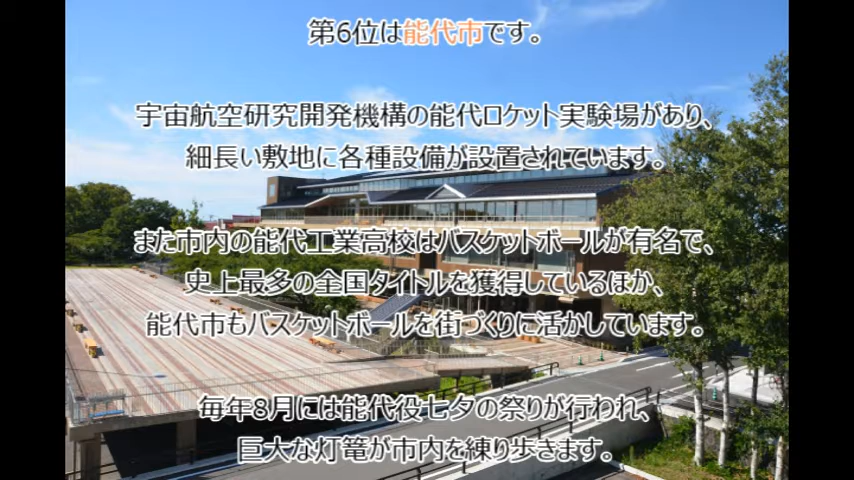 第6位は能代市です。
宇宙航空研究開発機構の能代ロケット実験場があり、
細長い敷地に各種設備が設置されています。
また市内の能代工業高校はバスケットボールが有名で、
史上最多の全国タイトルを獲得しているほか、
能代市もバスケットボールを街づくりに活かしています。
毎年8月には能代役七夕の祭りが行われ、
巨大な灯篭が市内を練り歩きます。